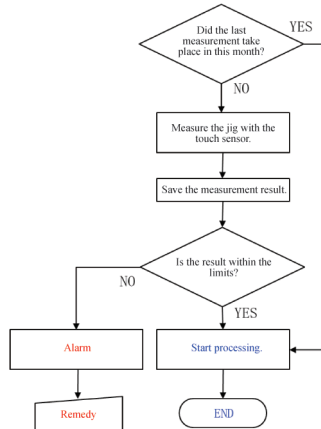 Did the last
measurement take
place in this month?
YES
NO
Measure the jig with the
touch sensor.
Save the measurement result.
Is the result within the
limits?
NO
YES
Alarm
Start processing.
Remedy
END